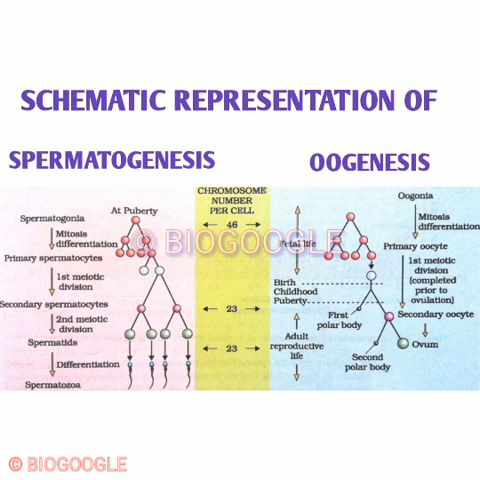 SCHEMATIC REPRESENTATION OF
SPERMATOGENESIS
OOGENESIS
CHROMOSOME
NUMBER
PER CELL
46
23
23
At Puberty
Spermatogonia
Mitosis
differentiation
Primary spermatocytes
1st meiotic
division
Secondary spermatocytes
2nd meiotic
division
Spermatids
Differentiation
Spermatozoa
Fetal life
Birth
Childhood
Puberty
Adult
reproductive
life
First
polar body
Second
polar body
Oogonia
Mitosis
differentiation
Primary oocyte
1st meiotic
division
(completed
prior to
ovulation)
Secondary oocyte
Ovum
© BIOGOOGLE
© BIOGOOGLE